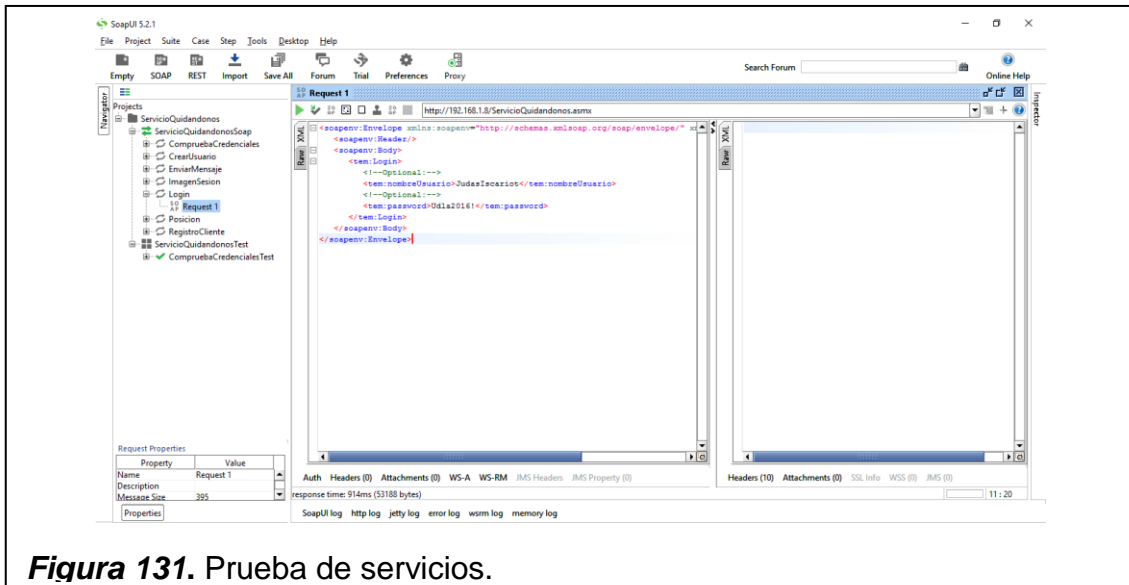 SoapUI 5.2.1
File Project Suite Case Step Tools Desktop Help
Empty SOAP REST Import Save All Forum Trial Preferences Proxy Search Forum Online Help
Navigator
Projects
ServicioQuidandonos
ServicioQuidandonosSoap
CompruebaCredenciales
CrearUsuario
EnviarMensaje
ImagenSesion
Login
Request 1
Posicion
RegistroCliente
ServicioQuidandonosTest
CompruebaCredencialesTest
Request Properties
Property Value
Name Request 1
Description
Message Size 395
Properties
SOAP Request 1
http://192.168.1.8/ServicioQuidandonos.asmx
XML
Raw
<soapenv:Envelope xmlns:soapenv="http://schemas.xmlsoap.org/soap/envelope/"
<soapenv:Header/>
<soapenv:Body>
<tem:Login>
<!--Optional:-->
<tem:nombreUsuario>JudasIscariot</tem:nombreUsuario>
<!--Optional:-->
<tem:password>Udla2016!</tem:password>
</tem:Login>
</soapenv:Body>
</soapenv:Envelope>
XML
Raw
Inspector
Auth Headers (0) Attachments (0) WS-A WS-RM JMS Headers JMS Property (0)
Headers (10) Attachments (0) SSL Info WSS (0) JMS (0)
response time: 914ms (53188 bytes) 11 : 20
SoapUI log http log jetty log error log wsrm log memory log
Figura 131. Prueba de servicios.